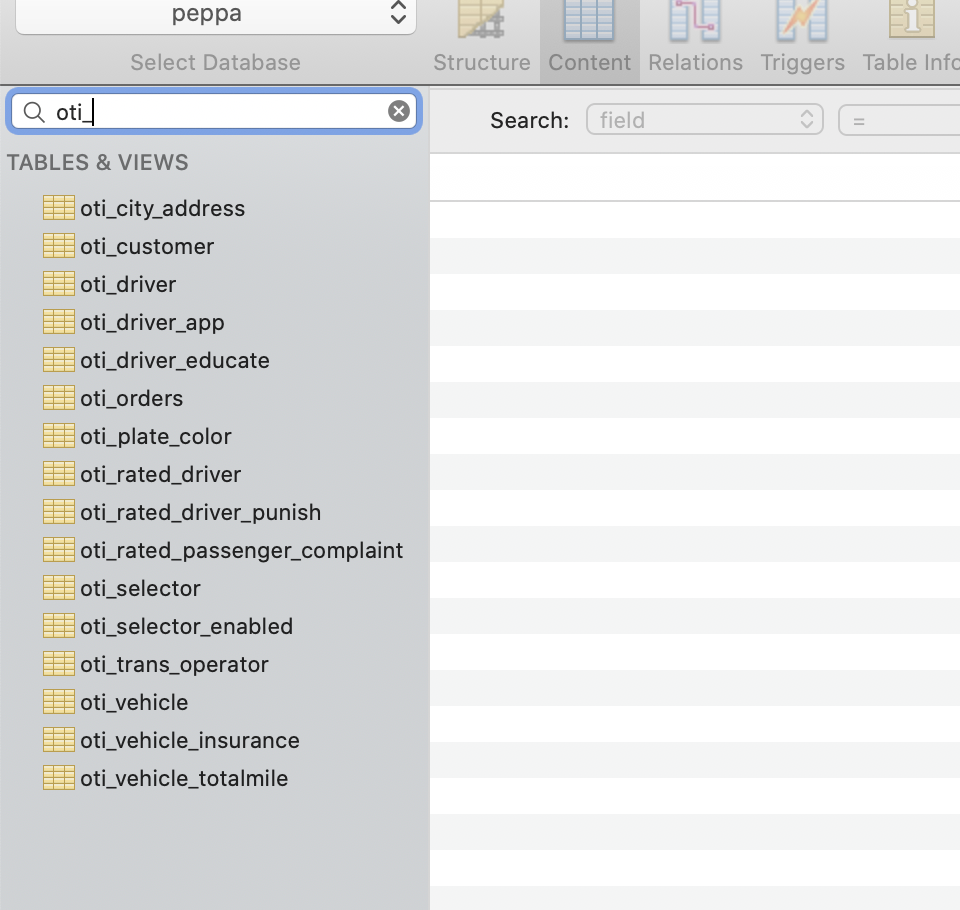 peppa
Select Database
Structure
Content
Relations
Triggers
Table Info
oti_
Search:
field
=
TABLES & VIEWS
oti_city_address
oti_customer
oti_driver
oti_driver_app
oti_driver_educate
oti_orders
oti_plate_color
oti_rated_driver
oti_rated_driver_punish
oti_rated_passenger_complaint
oti_selector
oti_selector_enabled
oti_trans_operator
oti_vehicle
oti_vehicle_insurance
oti_vehicle_totalmile